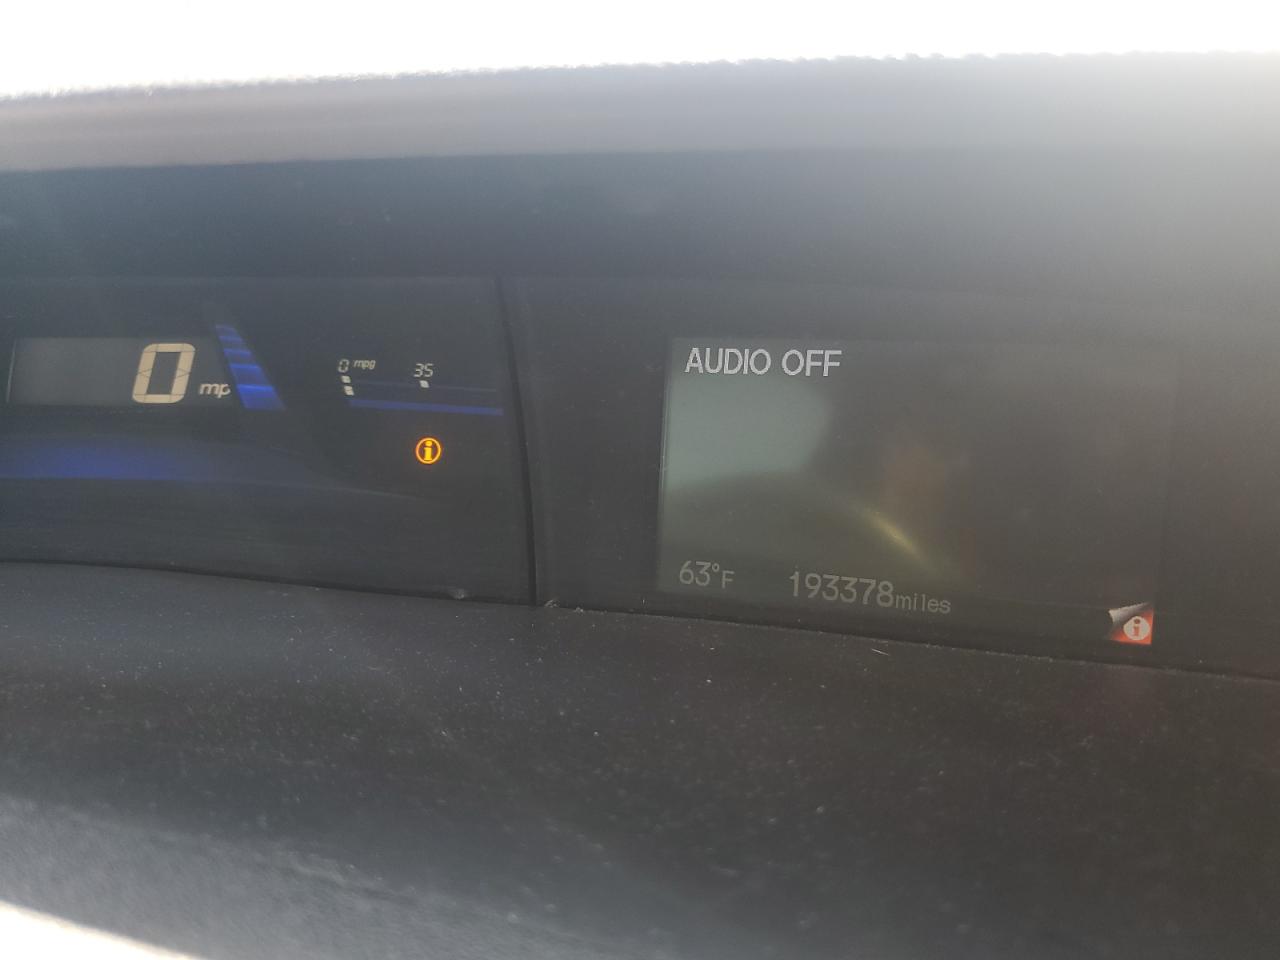 0 mp
0 mpg 35
i
AUDIO OFF
63°F 193378miles
i